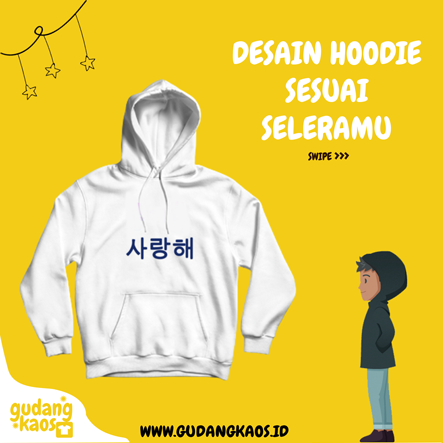 DESAIN HOODIE
SESUAI
SELERAMU
SWIPE >>>
사랑해
gudang
kaos
WWW.GUDANGKAOS.ID